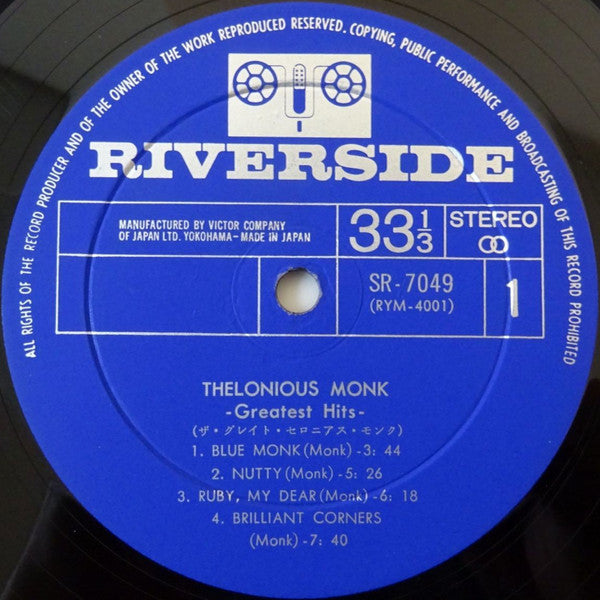 ALL RIGHTS OF THE RECORD PRODUCER AND OF THE OWNER OF THE WORK REPRODUCED RESERVED. COPYING, PUBLIC PERFORMANCE AND BROADCASTING OF THIS RECORD PROHIBITED
RIVERSIDE
MANUFACTURED BY VICTOR COMPANY
OF JAPAN LTD. YOKOHAMA-MADE IN JAPAN
33 1/3
STEREO
SR-7049
(RYM-4001)
1
THELONIOUS MONK
-Greatest Hits-
(ザ・グレイト・セロニアス・モンク)
1. BLUE MONK (Monk)-3: 44
2. NUTTY (Monk)-5: 26
3. RUBY, MY DEAR (Monk)-6: 18
4. BRILLIANT CORNERS
(Monk)-7: 40